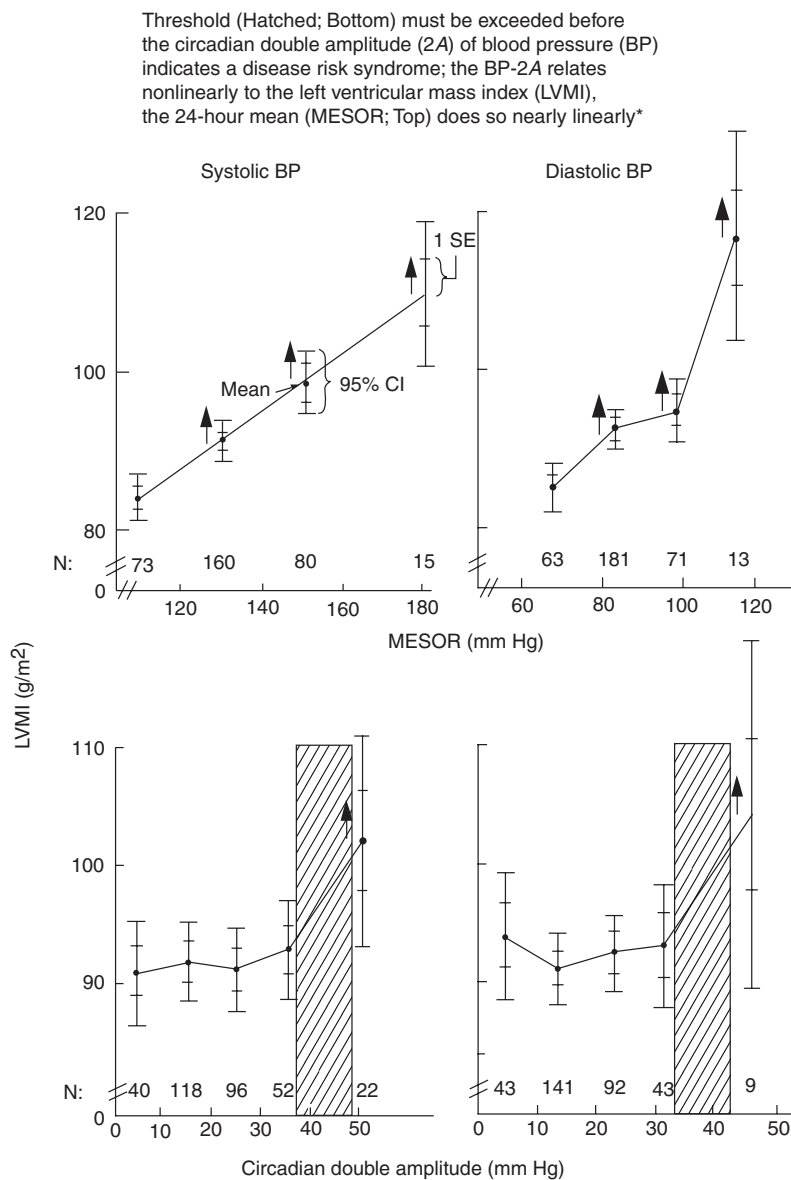 Threshold (Hatched; Bottom) must be exceeded before
the circadian double amplitude (2A) of blood pressure (BP)
indicates a disease risk syndrome; the BP-2A relates
nonlinearly to the left ventricular mass index (LVMI),
the 24-hour mean (MESOR; Top) does so nearly linearly*
Systolic BP
Diastolic BP
120
100
80
0
1 SE
Mean
95% CI
N:
73 160 80 15
63 181 71 13
120 140 160 180
60 80 100 120
MESOR (mm Hg)
LVMI (g/m²)
110
100
90
0
N:
40 118 96 52 22
43 141 92 43 9
0 10 20 30 40 50
0 10 20 30 40 50
Circadian double amplitude (mm Hg)